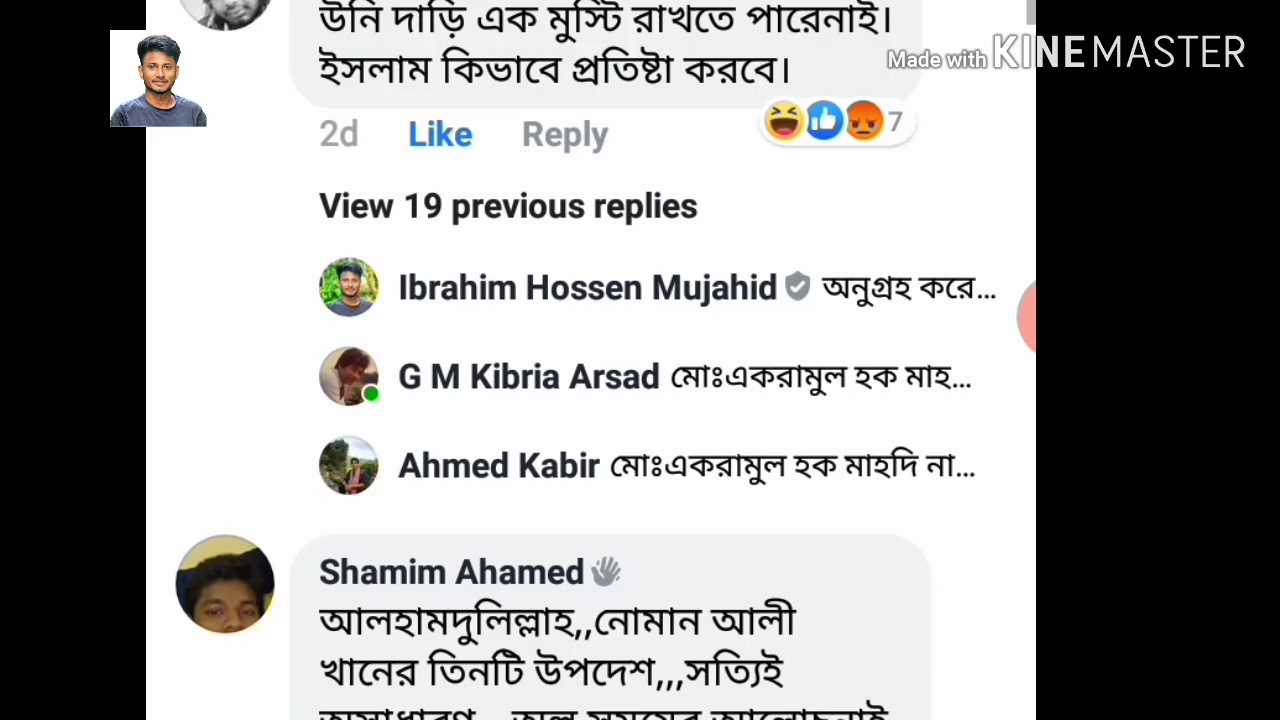 উনি দাড়ি এক মুস্টি রাখতে পারেনাই।
ইসলাম কিভাবে প্রতিষ্টা করবে।
Made with KINEMASTER
2d Like Reply 7
View 19 previous replies
Ibrahim Hossen Mujahid অনুগ্রহ করে...
G M Kibria Arsad মোঃএকরামুল হক মাহ...
Ahmed Kabir মোঃএকরামুল হক মাহদি না...
Shamim Ahamed
আলহামদুলিল্লাহ,,নোমান আলী
খানের তিনটি উপদেশ,,,সত্যিই